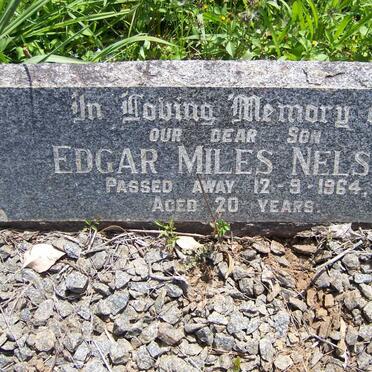 In Loving Memory
OUR DEAR SON
EDGAR MILES NELS
PASSED AWAY 12-9-1964.
AGED 20 YEARS.